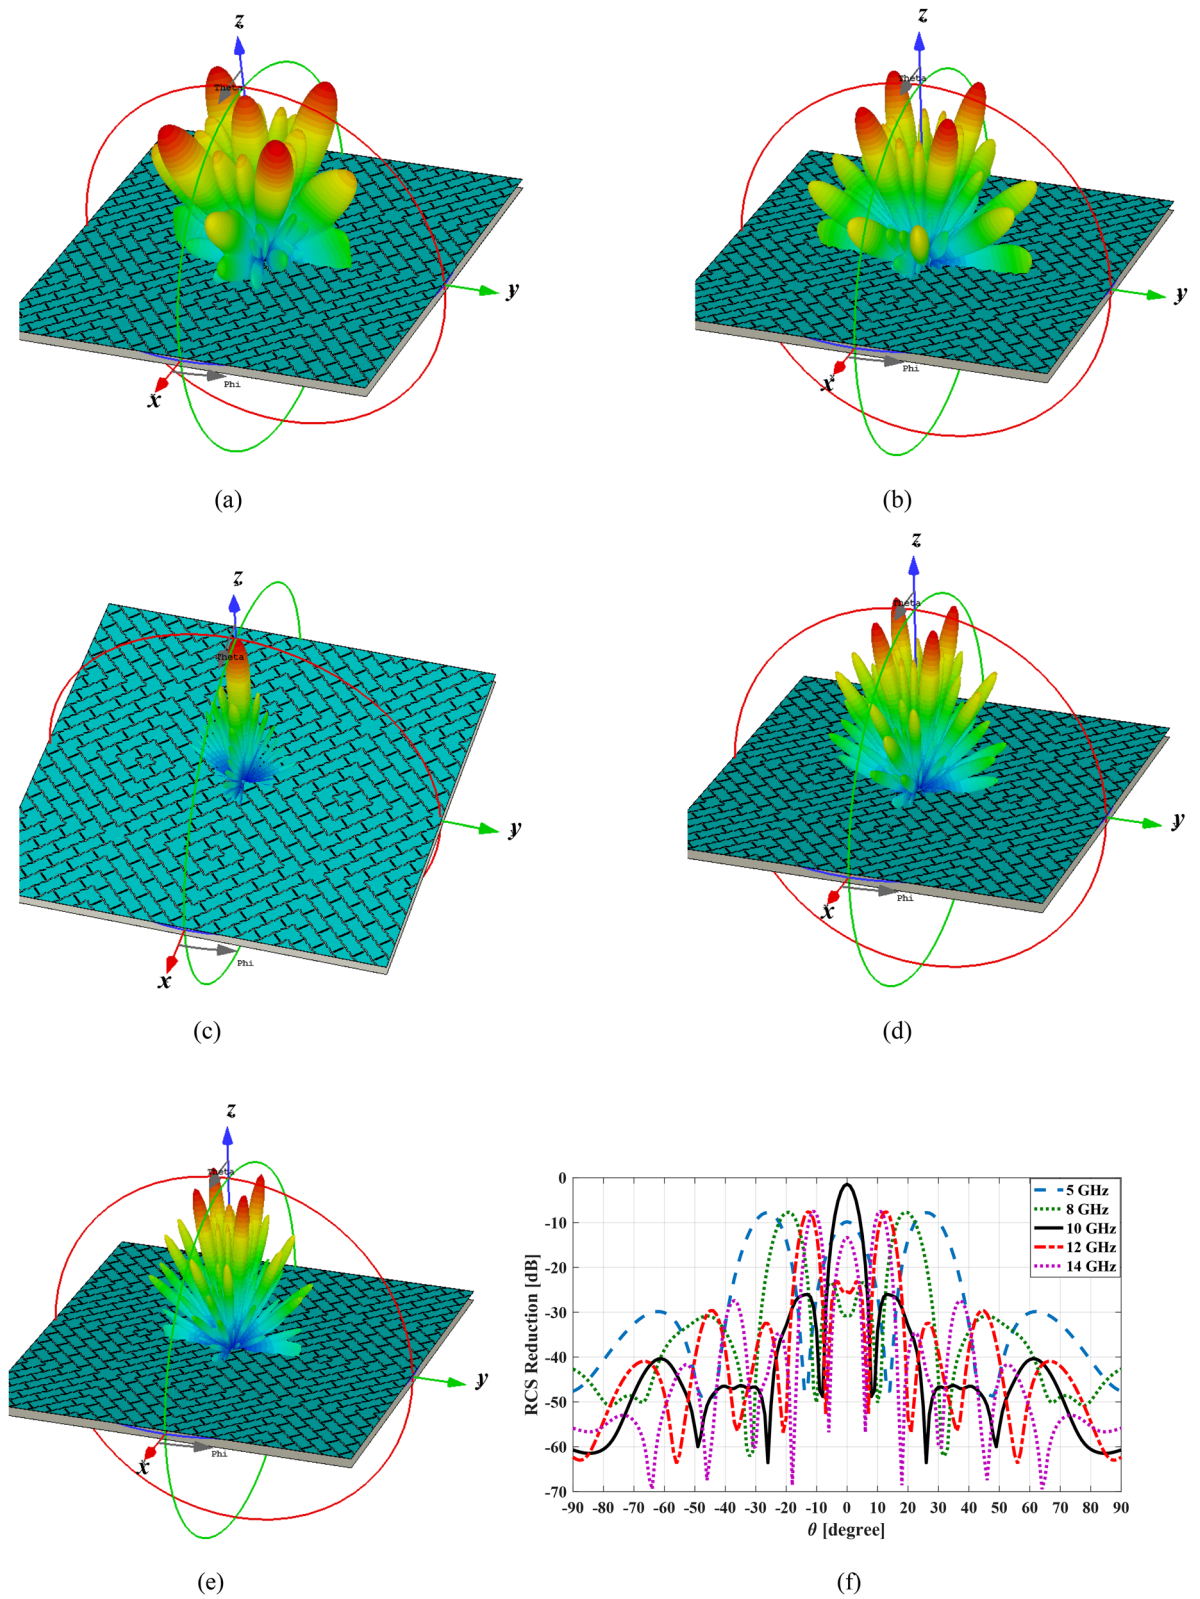 z
z
Theta
Theta
y
y
x
Phi
x
Phi
(a)
(b)
z
z
Theta
Theta
y
y
x
Phi
x
Phi
(c)
(d)
z
Theta
y
x
Phi
(e)
RCS Reduction [dB]
0
-10
-20
-30
-40
-50
-60
-70
5 GHz
8 GHz
10 GHz
12 GHz
14 GHz
-90 -80 -70 -60 -50 -40 -30 -20 -10 0 10 20 30 40 50 60 70 80 90
θ [degree]
(f)